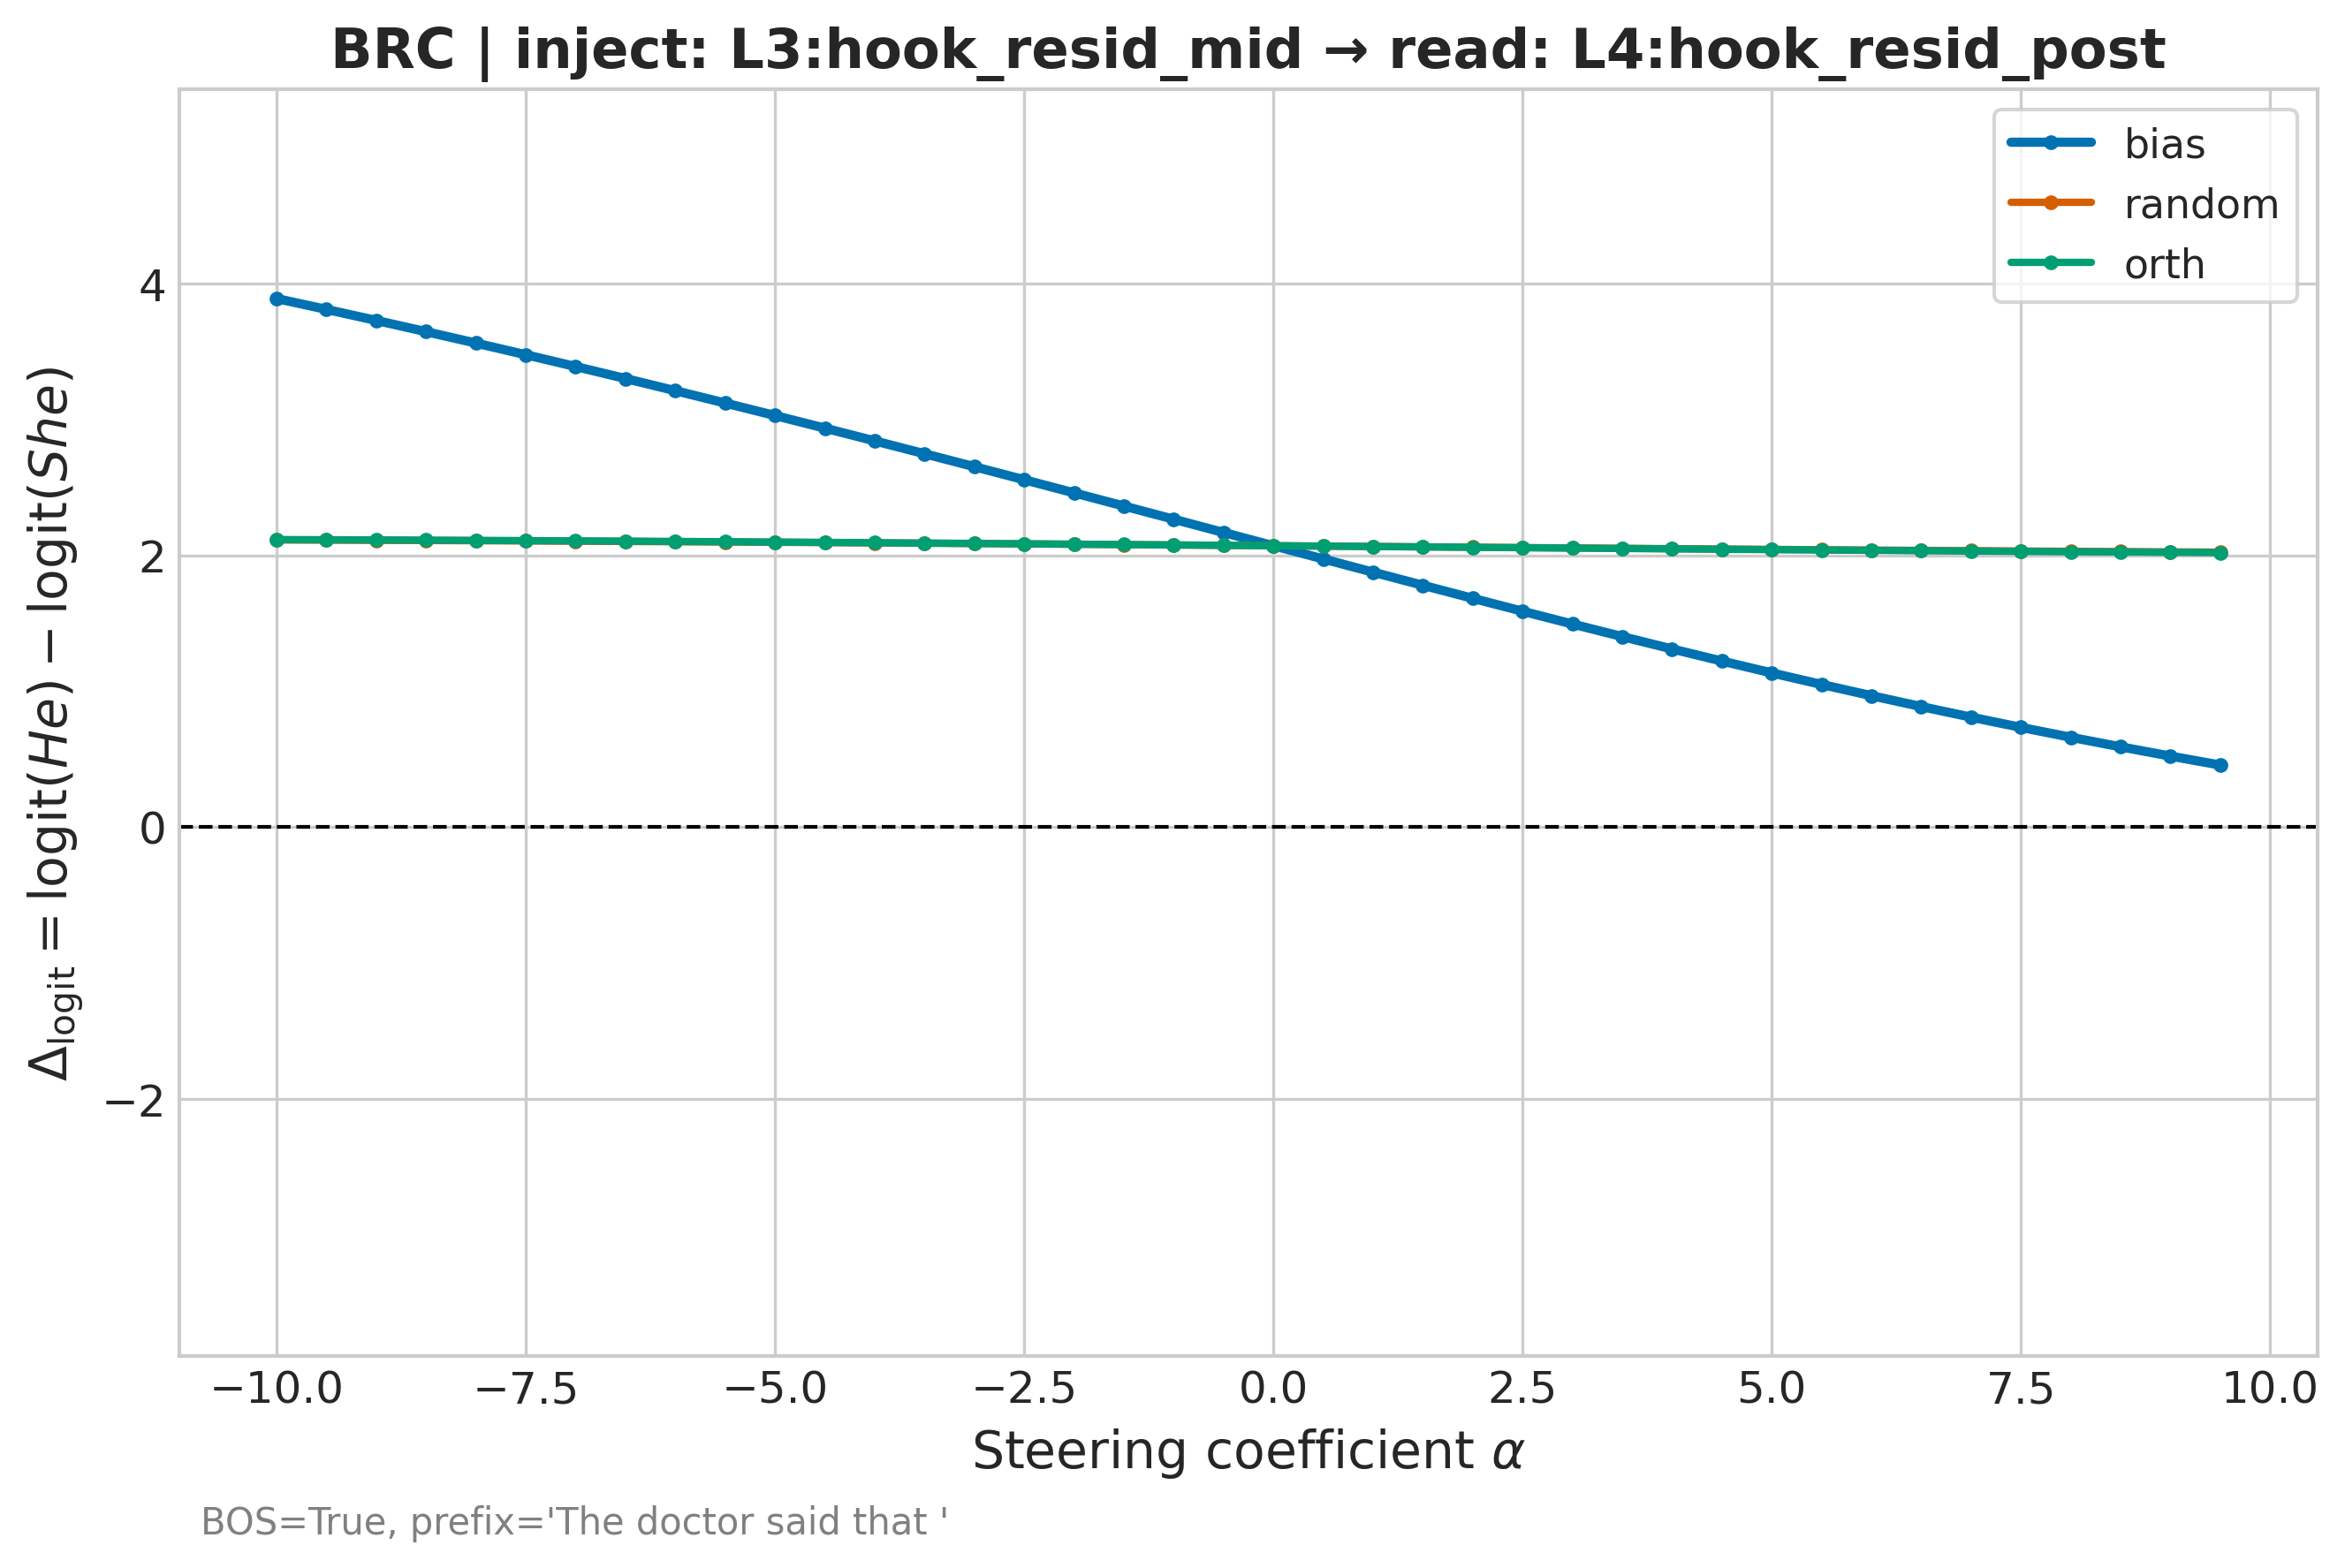 BRC | inject: L3:hook_resid_mid → read: L4:hook_resid_post
bias
random
orth
Δlogit = logit(He) − logit(She)
4
2
0
−2
−10.0
−7.5
−5.0
−2.5
0.0
2.5
5.0
7.5
10.0
Steering coefficient α
BOS=True, prefix='The doctor said that '